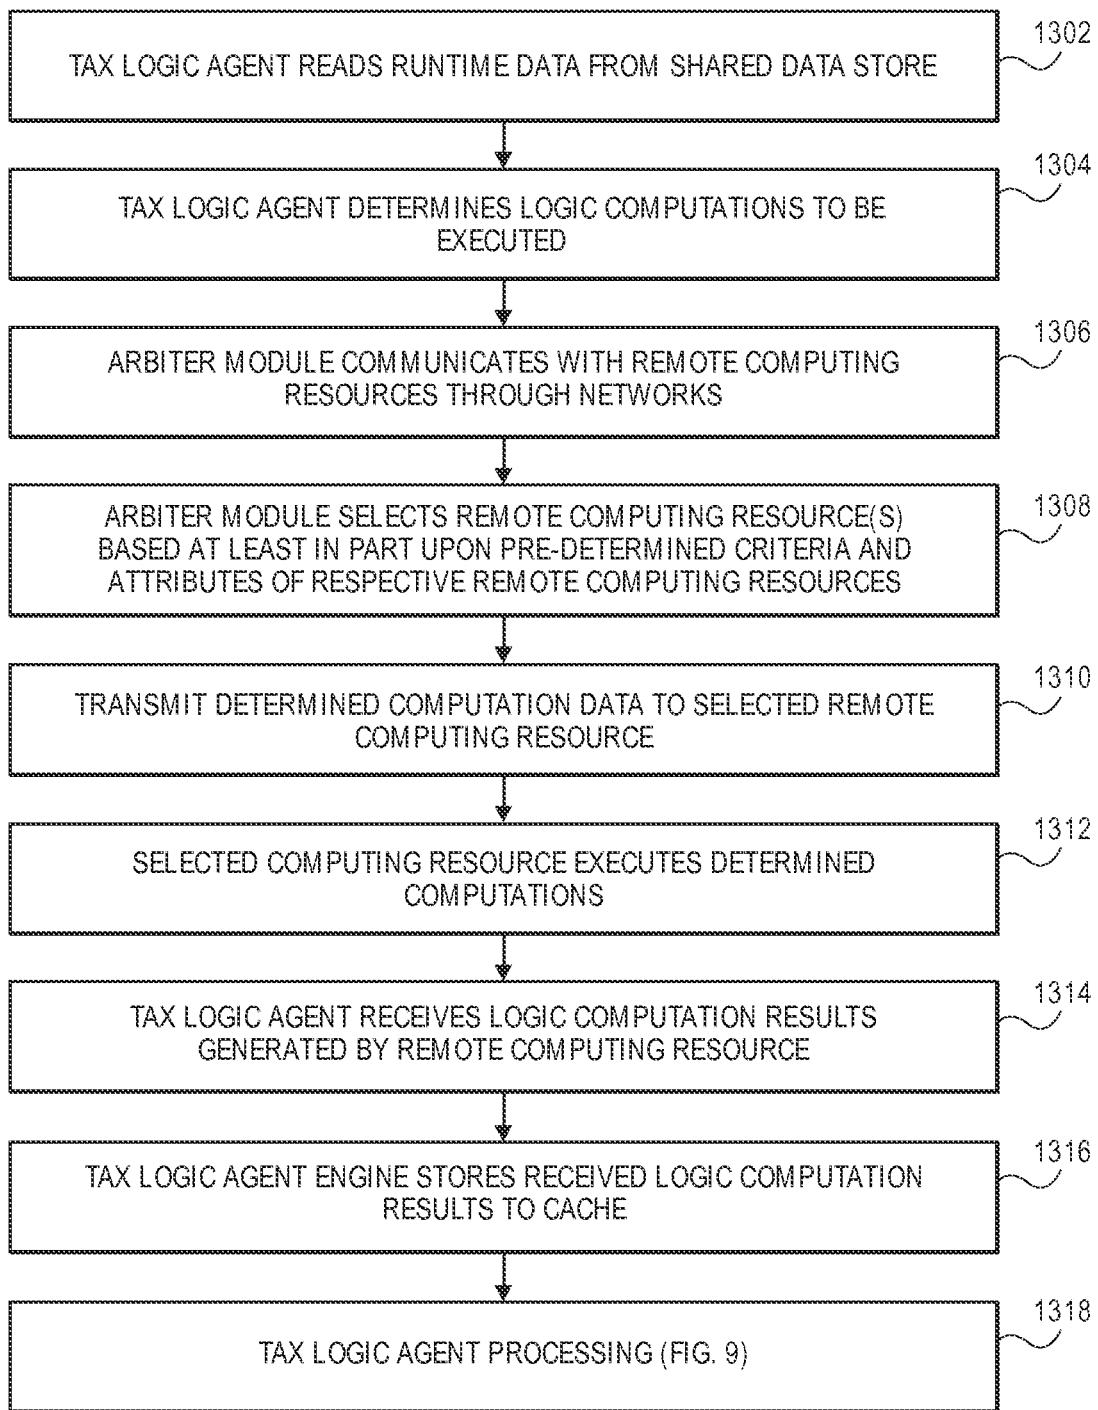 1302
TAX LOGIC AGENT READS RUNTIME DATA FROM SHARED DATA STORE
1304
TAX LOGIC AGENT DETERMINES LOGIC COMPUTATIONS TO BE
EXECUTED
1306
ARBITER MODULE COMMUNICATES WITH REMOTE COMPUTING
RESOURCES THROUGH NETWORKS
1308
ARBITER MODULE SELECTS REMOTE COMPUTING RESOURCE(S)
BASED AT LEAST IN PART UPON PRE-DETERMINED CRITERIA AND
ATTRIBUTES OF RESPECTIVE REMOTE COMPUTING RESOURCES
1310
TRANSMIT DETERMINED COMPUTATION DATA TO SELECTED REMOTE
COMPUTING RESOURCE
1312
SELECTED COMPUTING RESOURCE EXECUTES DETERMINED
COMPUTATIONS
1314
TAX LOGIC AGENT RECEIVES LOGIC COMPUTATION RESULTS
GENERATED BY REMOTE COMPUTING RESOURCE
1316
TAX LOGIC AGENT ENGINE STORES RECEIVED LOGIC COMPUTATION
RESULTS TO CACHE
1318
TAX LOGIC AGENT PROCESSING (FIG. 9)